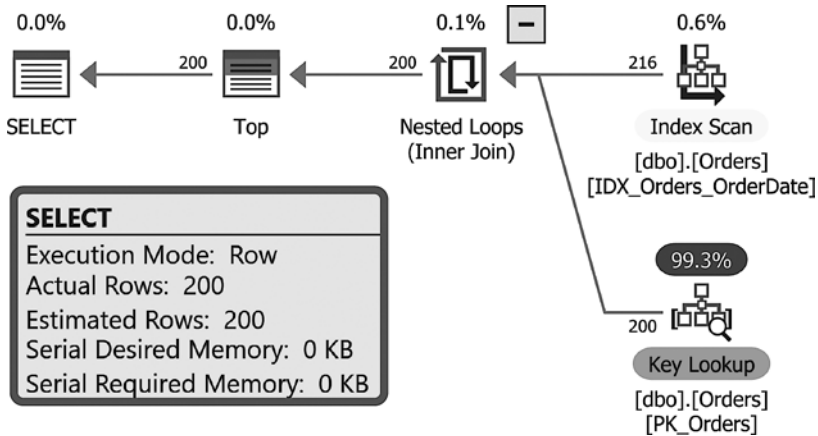 0.0%
0.0%
0.1%
0.6%
200
200
216
SELECT
Top
Nested Loops
(Inner Join)
Index Scan
[dbo].[Orders]
[IDX_Orders_OrderDate]
SELECT
Execution Mode: Row
Actual Rows: 200
Estimated Rows: 200
Serial Desired Memory: 0 KB
Serial Required Memory: 0 KB
99.3%
200
Key Lookup
[dbo].[Orders]
[PK_Orders]